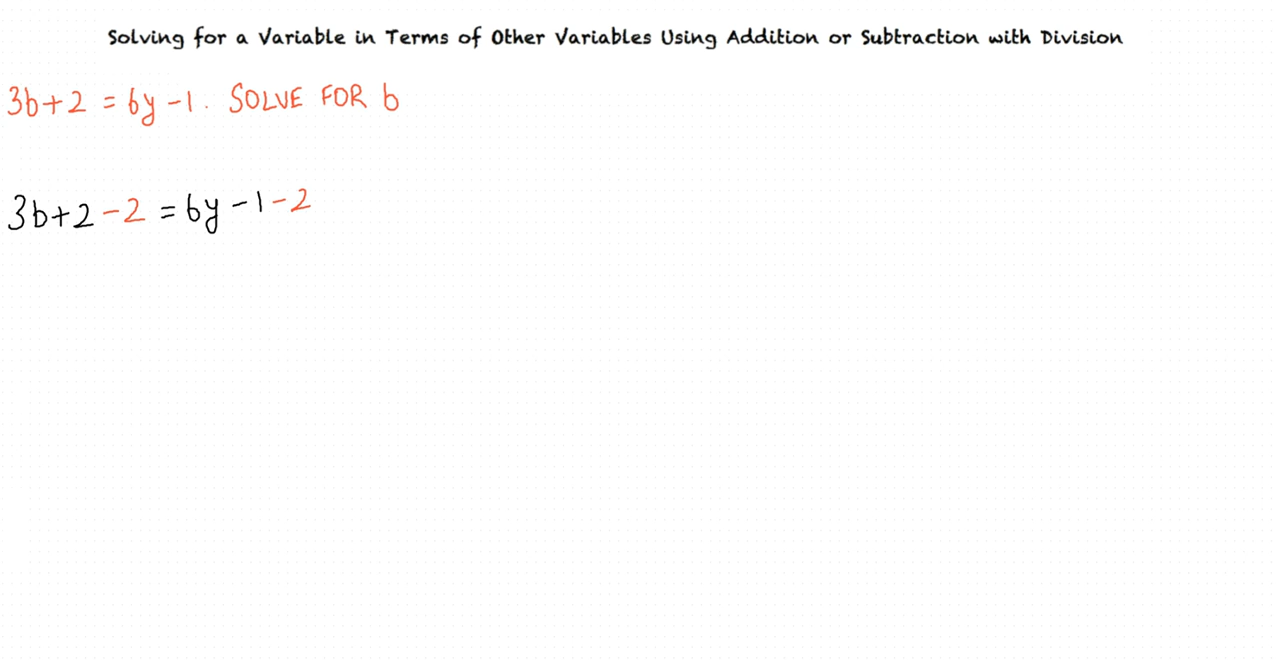 Solving for a Variable in Terms of Other Variables Using Addition or Subtraction with Division
3b+2 = 6y -1. SOLVE FOR b
3b+2-2 = 6y -1-2